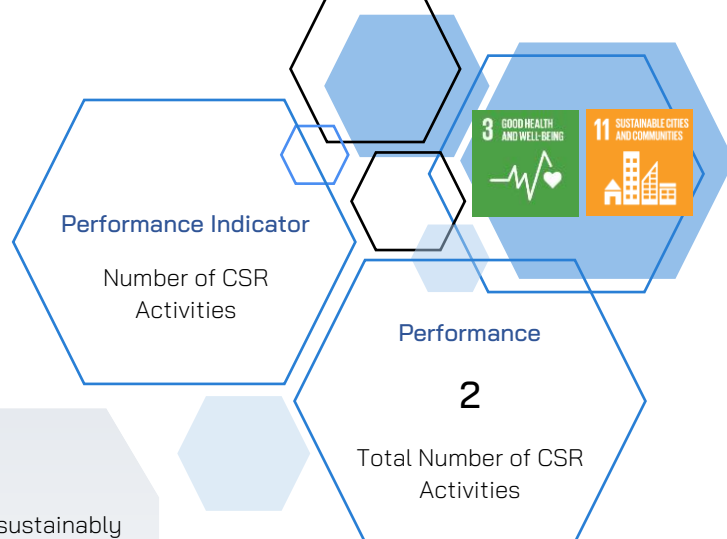 3 GOOD HEALTH
AND WELL-BEING
11 SUSTAINABLE CITIES
AND COMMUNITIES
Performance Indicator
Number of CSR
Activities
Performance
2
Total Number of CSR
Activities
sustainably